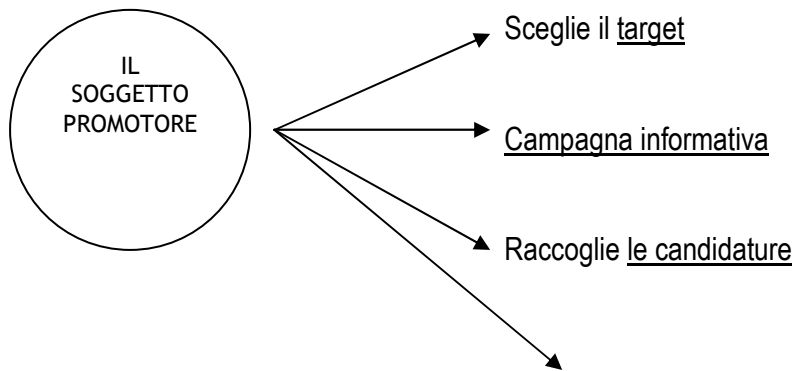 IL
SOGGETTO
PROMOTORE
Sceglie il target
Campagna informativa
Raccoglie le candidature